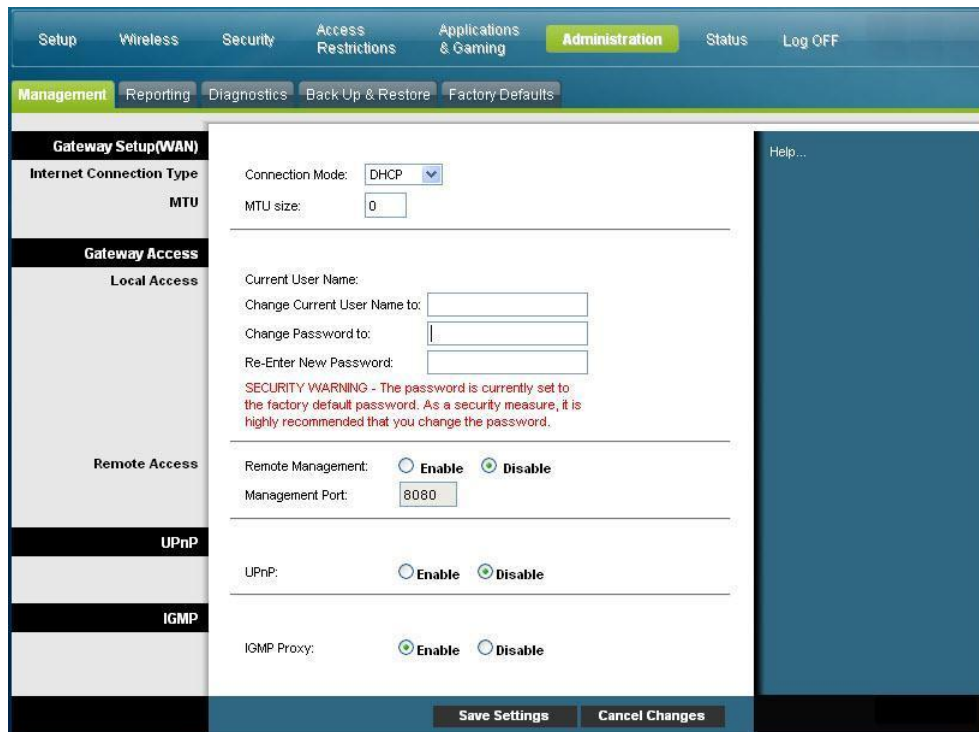 Setup Wireless Security Access Restrictions Applications & Gaming Administration Status Log OFF
Management Reporting Diagnostics Back Up & Restore Factory Defaults
Gateway Setup(WAN)
Help...
Internet Connection Type
Connection Mode: DHCP
MTU
MTU size: 0
Gateway Access
Local Access
Current User Name:
Change Current User Name to:
Change Password to:
Re-Enter New Password:
SECURITY WARNING - The password is currently set to
the factory default password. As a security measure, it is
highly recommended that you change the password.
Remote Access
Remote Management: Enable Disable
Management Port: 8080
UPnP
UPnP: Enable Disable
IGMP
IGMP Proxy: Enable Disable
Save Settings Cancel Changes